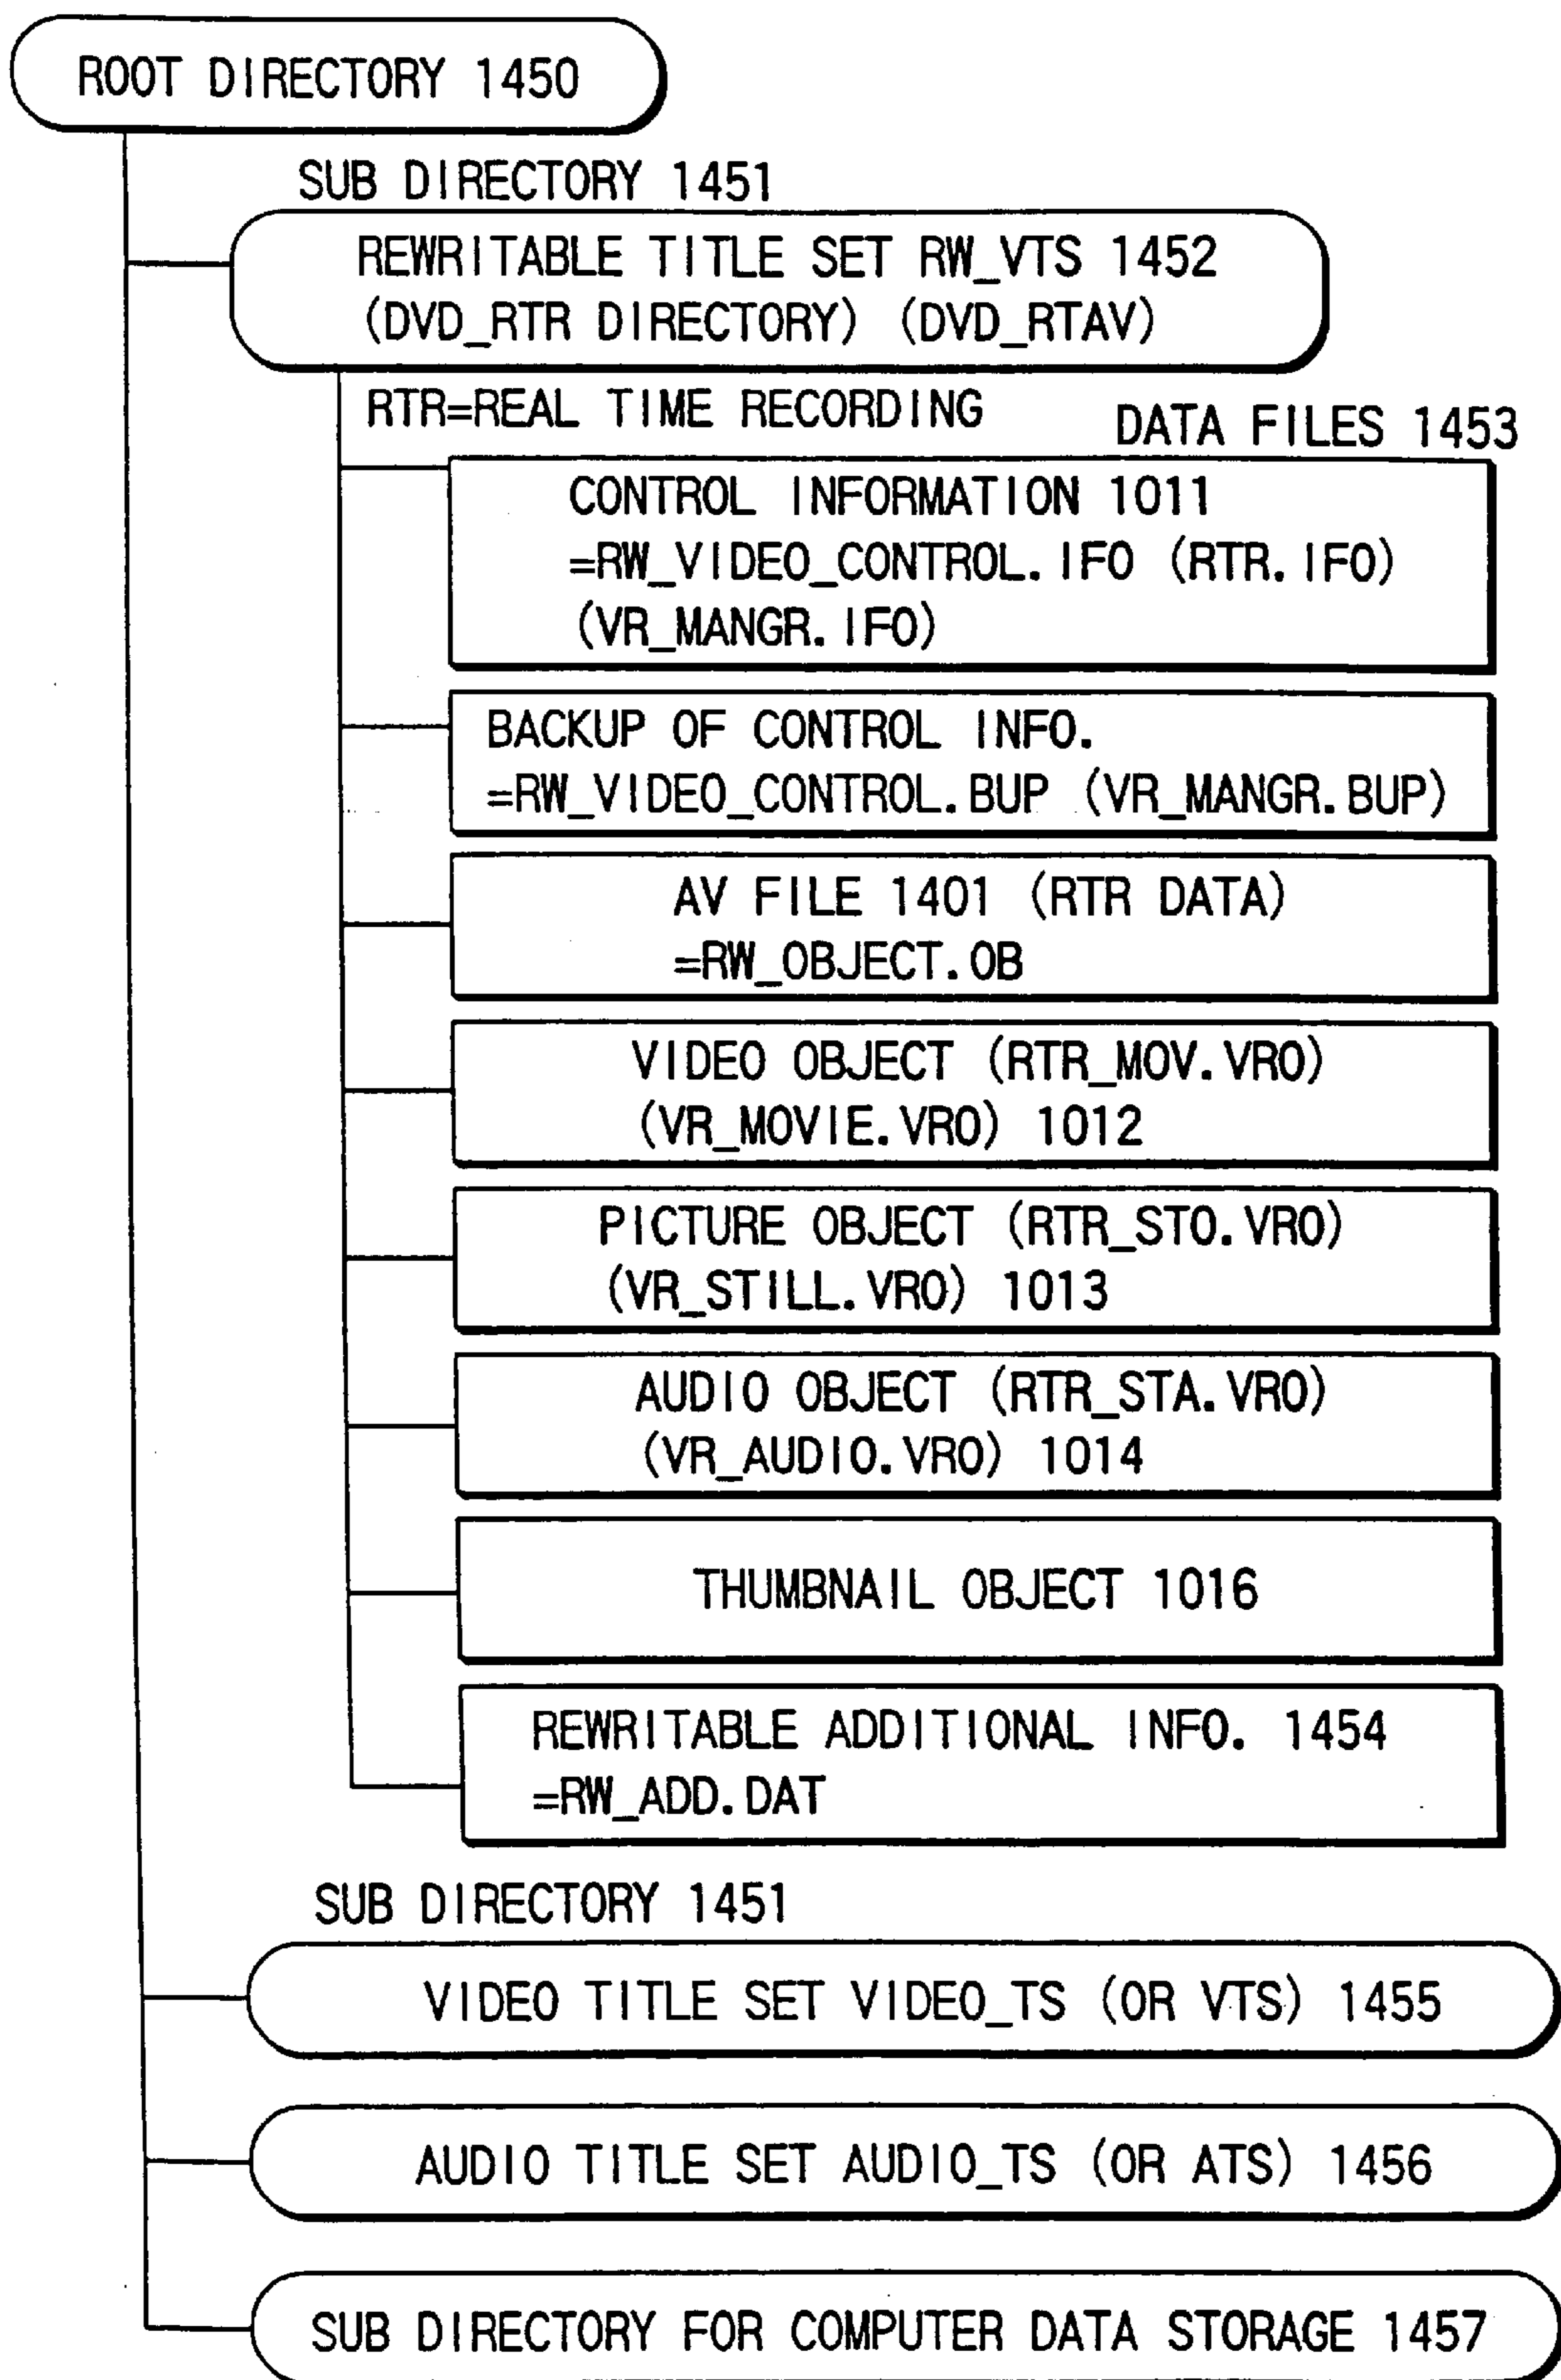 ROOT DIRECTORY 1450
SUB DIRECTORY 1451
REWRITABLE TITLE SET RW_VTS 1452
(DVD_RTR DIRECTORY) (DVD_RTAV)
RTR=REAL TIME RECORDING
DATA FILES 1453
CONTROL INFORMATION 1011
=RW_VIDEO_CONTROL.IFO (RTR.IFO)
(VR_MANGR.IFO)
BACKUP OF CONTROL INFO.
=RW_VIDEO_CONTROL.BUP (VR_MANGR.BUP)
AV FILE 1401 (RTR DATA)
=RW_OBJECT.OB
VIDEO OBJECT (RTR_MOV.VRO)
(VR_MOVIE.VRO) 1012
PICTURE OBJECT (RTR_STO.VRO)
(VR_STILL.VRO) 1013
AUDIO OBJECT (RTR_STA.VRO)
(VR_AUDIO.VRO) 1014
THUMBNAIL OBJECT 1016
REWRITABLE ADDITIONAL INFO. 1454
=RW_ADD.DAT
SUB DIRECTORY 1451
VIDEO TITLE SET VIDEO_TS (OR VTS) 1455
AUDIO TITLE SET AUDIO_TS (OR ATS) 1456
SUB DIRECTORY FOR COMPUTER DATA STORAGE 1457